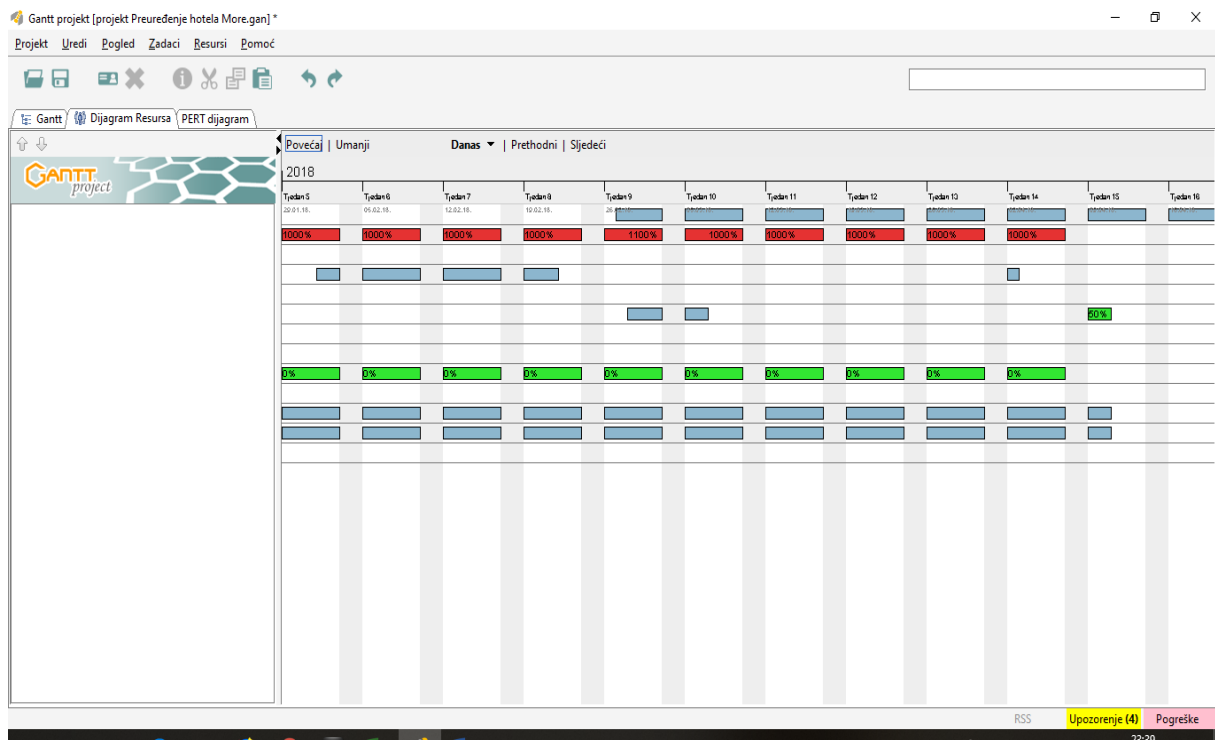 Gantt projekt [projekt Preuređenje hotela More.gan] *
Projekt Uredi Pogled Zadaci Resursi Pomoć
Gantt Dijagram Resursa PERT dijagram
Povećaj | Umanji Danas | Prethodni | Sljedeći
GANTT project
2018
Tjedan 5 Tjedan 6 Tjedan 7 Tjedan 8 Tjedan 9 Tjedan 10 Tjedan 11 Tjedan 12 Tjedan 13 Tjedan 14 Tjedan 15 Tjedan 16
29.01.18. 05.02.18. 12.02.18. 19.02.18.
1000% 1000% 1000% 1000% 1100% 1000% 1000% 1000% 1000% 1000%
50%
0% 0% 0% 0% 0% 0% 0% 0% 0% 0%
RSS Upozorenje (4) Pogreške